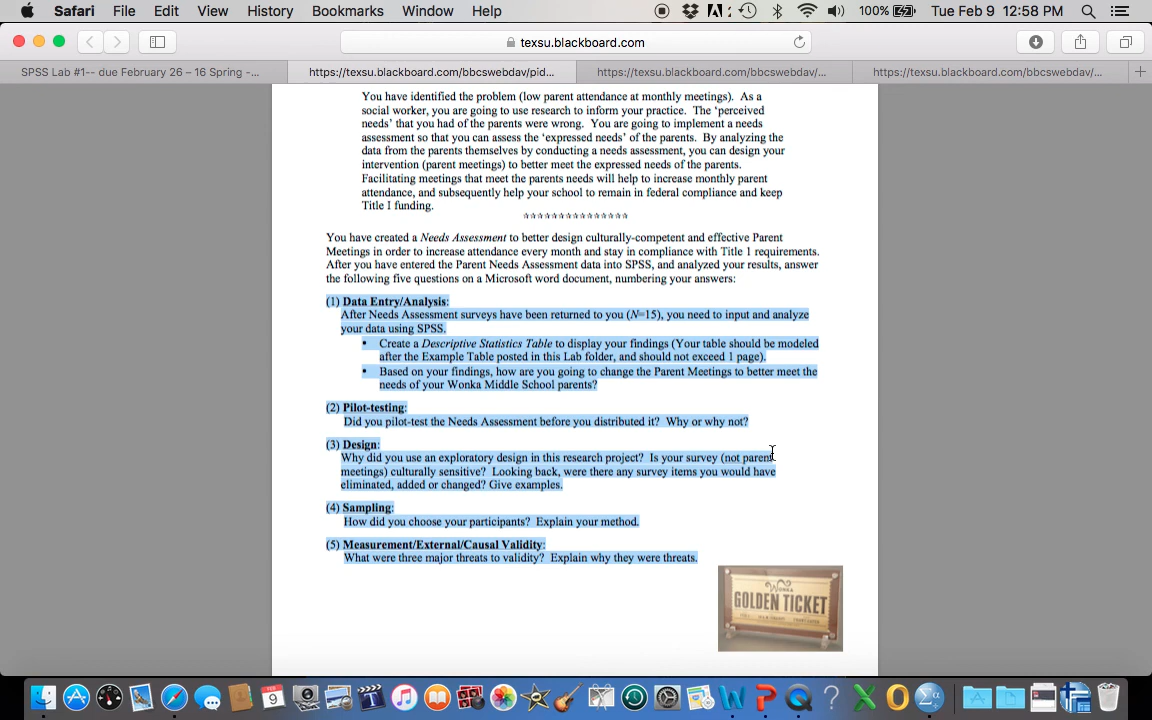 Safari File Edit View History Bookmarks Window Help 100% Tue Feb 9 12:58 PM
texsu.blackboard.com
SPSS Lab #1-- due February 26 – 16 Spring -... https://texsu.blackboard.com/bbcswebdav/pid... https://texsu.blackboard.com/bbcswebdav/... https://texsu.blackboard.com/bbcswebdav/...
You have identified the problem (low parent attendance at monthly meetings). As a
social worker, you are going to use research to inform your practice. The ‘perceived
needs’ that you had of the parents were wrong. You are going to implement a needs
assessment so that you can assess the ‘expressed needs’ of the parents. By analyzing the
data from the parents themselves by conducting a needs assessment, you can design your
intervention (parent meetings) to better meet the expressed needs of the parents.
Facilitating meetings that meet the parents needs will help to increase monthly parent
attendance, and subsequently help your school to remain in federal compliance and keep
Title I funding.
***************
You have created a Needs Assessment to better design culturally-competent and effective Parent
Meetings in order to increase attendance every month and stay in compliance with Title 1 requirements.
After you have entered the Parent Needs Assessment data into SPSS, and analyzed your results, answer
the following five questions on a Microsoft word document, numbering your answers:
(1) Data Entry/Analysis:
After Needs Assessment surveys have been returned to you (N=15), you need to input and analyze
your data using SPSS.
• Create a Descriptive Statistics Table to display your findings (Your table should be modeled
after the Example Table posted in this Lab folder, and should not exceed 1 page).
• Based on your findings, how are you going to change the Parent Meetings to better meet the
needs of your Wonka Middle School parents?
(2) Pilot-testing:
Did you pilot-test the Needs Assessment before you distributed it? Why or why not?
(3) Design:
Why did you use an exploratory design in this research project? Is your survey (not parent
meetings) culturally sensitive? Looking back, were there any survey items you would have
eliminated, added or changed? Give examples.
(4) Sampling:
How did you choose your participants? Explain your method.
(5) Measurement/External/Causal Validity:
What were three major threats to validity? Explain why they were threats.
WONKA
GOLDEN TICKET